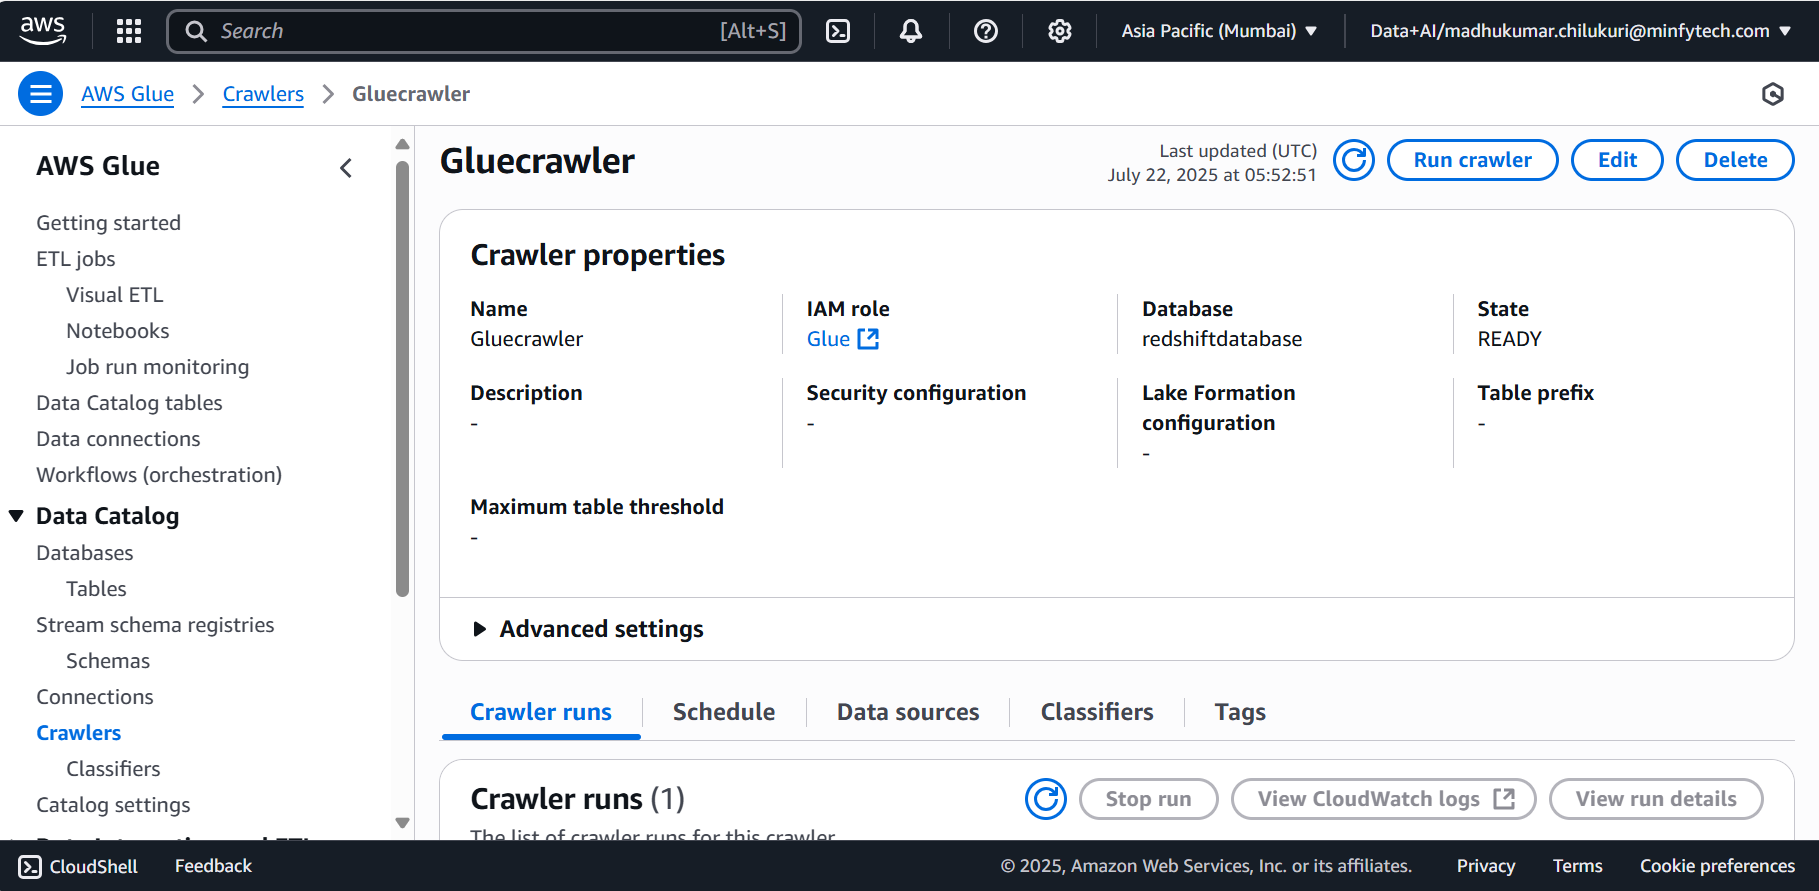 aws
Search [Alt+S]
Asia Pacific (Mumbai) ▼
Data+AI/madhukumar.chilukuri@minfytech.com ▼
AWS Glue > Crawlers > Gluecrawler
AWS Glue
Getting started
ETL jobs
Visual ETL
Notebooks
Job run monitoring
Data Catalog tables
Data connections
Workflows (orchestration)
Data Catalog
Databases
Tables
Stream schema registries
Schemas
Connections
Crawlers
Classifiers
Catalog settings
Gluecrawler
Last updated (UTC)
July 22, 2025 at 05:52:51
Run crawler
Edit
Delete
Crawler properties
Name
Gluecrawler
IAM role
Glue
Database
redshiftdatabase
State
READY
Description
-
Security configuration
-
Lake Formation
configuration
-
Table prefix
-
Maximum table threshold
-
Advanced settings
Crawler runs
Schedule
Data sources
Classifiers
Tags
Crawler runs (1)
Stop run
View CloudWatch logs
View run details
The list of crawler runs for this crawler
CloudShell
Feedback
© 2025, Amazon Web Services, Inc. or its affiliates.
Privacy
Terms
Cookie preferences